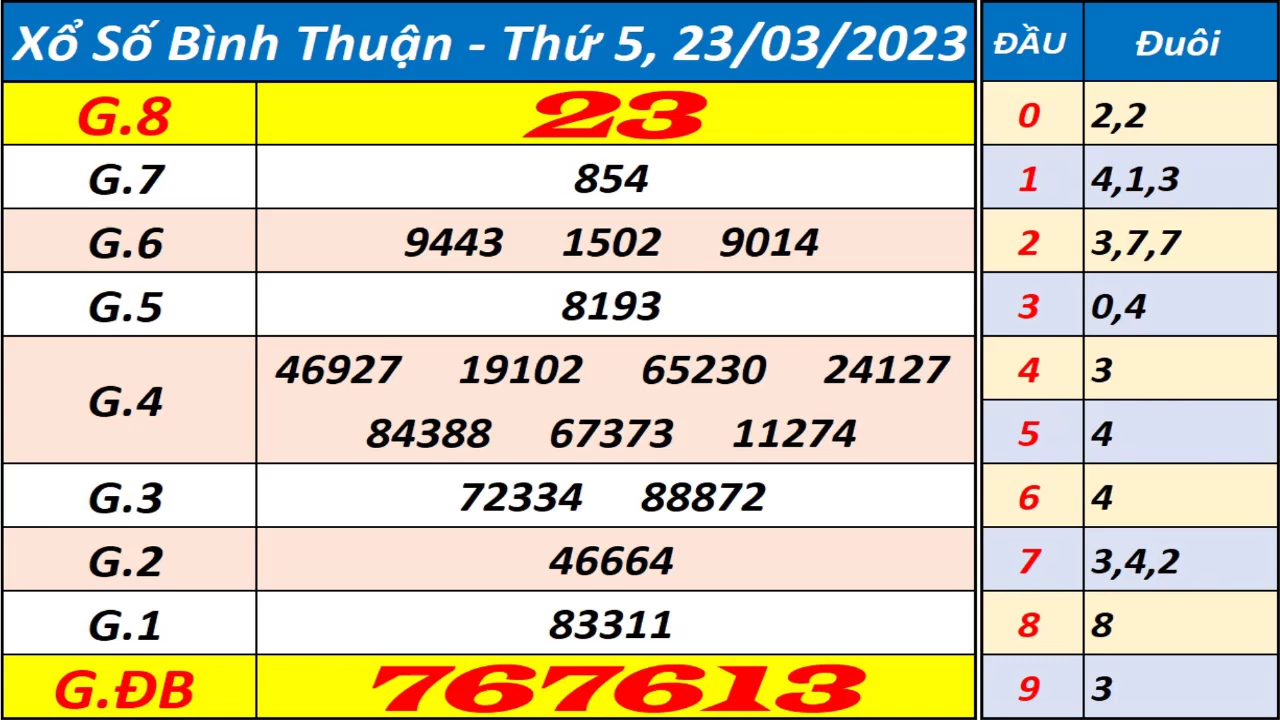 Xổ Số Bình Thuận - Thứ 5, 23/03/2023
G.8 23
G.7 854
G.6 9443 1502 9014
G.5 8193
G.4 46927 19102 65230 24127
84388 67373 11274
G.3 72334 88872
G.2 46664
G.1 83311
G.ĐB 767613
ĐẦU Đuôi
0 2,2
1 4,1,3
2 3,7,7
3 0,4
4 3
5 4
6 4
7 3,4,2
8 8
9 3